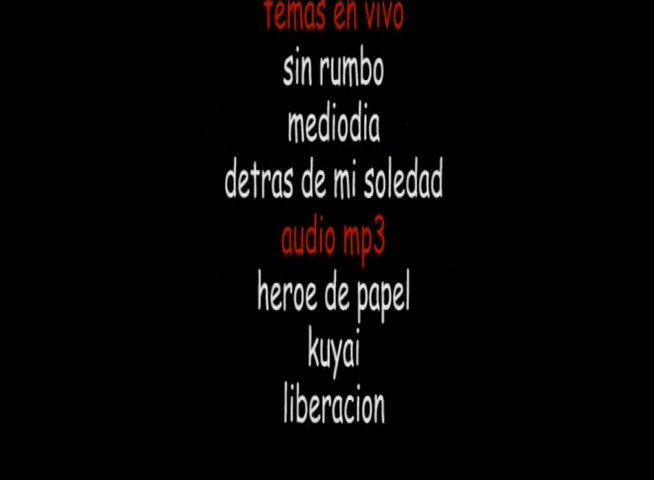 temas en vivo
sin rumbo
mediodia
detras de mi soledad
audio mp3
heroe de papel
kuyai
liberacion